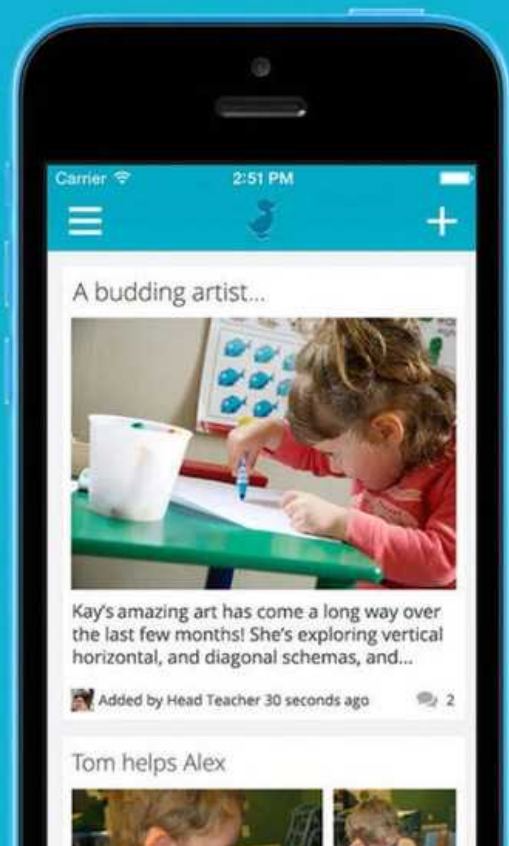 Carrier
2:51 PM
A budding artist...
Kay's amazing art has come a long way over
the last few months! She's exploring vertical
horizontal, and diagonal schemas, and...
Added by Head Teacher 30 seconds ago
2
Tom helps Alex